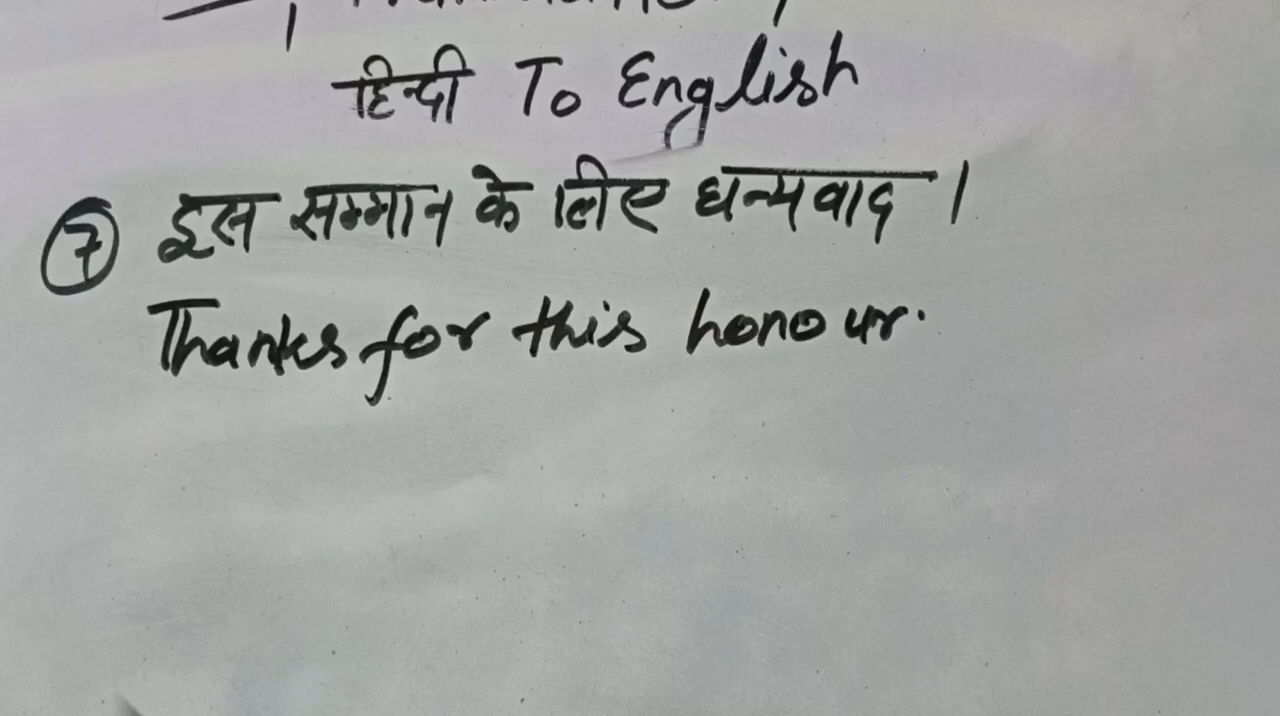 हिन्दी To English
⑦ इस सम्मान के लिए धन्यवाद ।
Thanks for this honour.